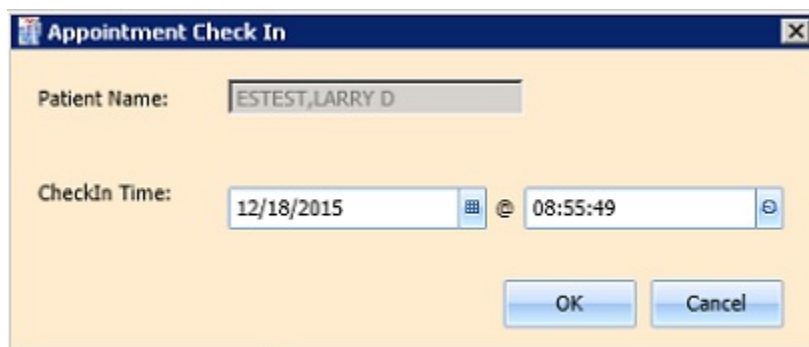 Appointment Check In
Patient Name: ESTEST,LARRY D
CheckIn Time: 12/18/2015 @ 08:55:49
OK Cancel